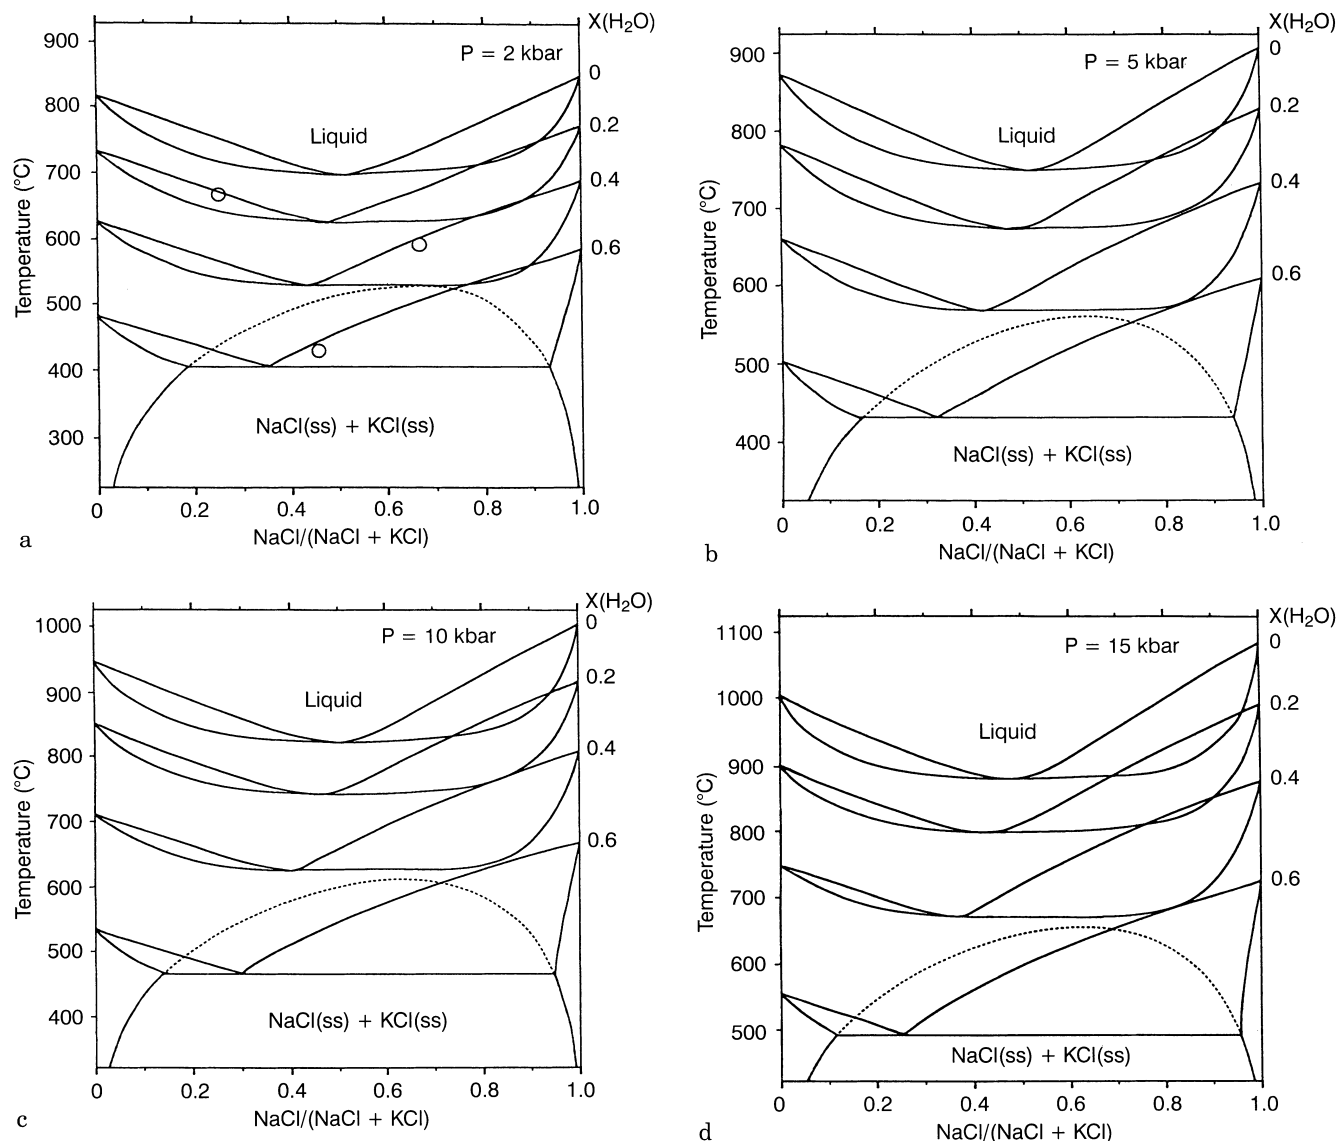 X(H₂O)
P = 2 kbar
900
800
700
600
500
400
300
Temperature (°C)
Liquid
0
0.2
0.4
0.6
NaCl(ss) + KCl(ss)
0 0.2 0.4 0.6 0.8 1.0
NaCl/(NaCl + KCl)
a
X(H₂O)
P = 5 kbar
900
800
700
600
500
400
Temperature (°C)
Liquid
0
0.2
0.4
0.6
NaCl(ss) + KCl(ss)
0 0.2 0.4 0.6 0.8 1.0
NaCl/(NaCl + KCl)
b
X(H₂O)
P = 10 kbar
1000
900
800
700
600
500
400
Temperature (°C)
Liquid
0
0.2
0.4
0.6
NaCl(ss) + KCl(ss)
0 0.2 0.4 0.6 0.8 1.0
NaCl/(NaCl + KCl)
c
X(H₂O)
P = 15 kbar
1100
1000
900
800
700
600
500
Temperature (°C)
Liquid
0
0.2
0.4
0.6
NaCl(ss) + KCl(ss)
0 0.2 0.4 0.6 0.8 1.0
NaCl/(NaCl + KCl)
d